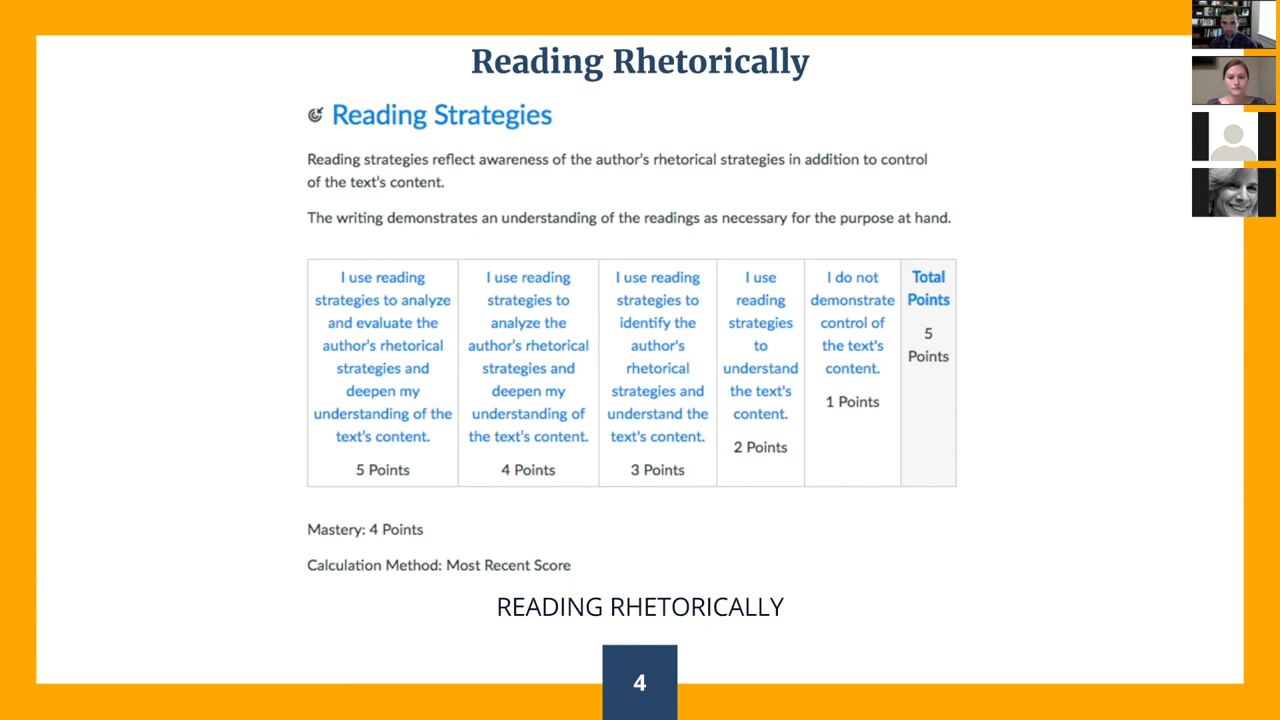 Reading Rhetorically
Reading Strategies
Reading strategies reflect awareness of the author's rhetorical strategies in addition to control
of the text's content.
The writing demonstrates an understanding of the readings as necessary for the purpose at hand.
I use reading
strategies to analyze
and evaluate the
author's rhetorical
strategies and
deepen my
understanding of the
text's content.
5 Points
I use reading
strategies to
analyze the
author's rhetorical
strategies and
deepen my
understanding of
the text's content.
4 Points
I use reading
strategies to
identify the
author's
rhetorical
strategies and
understand the
text's content.
3 Points
I use
reading
strategies
to
understand
the text's
content.
2 Points
I do not
demonstrate
control of
the text's
content.
1 Points
Total
Points
5
Points
Mastery: 4 Points
Calculation Method: Most Recent Score
READING RHETORICALLY
4